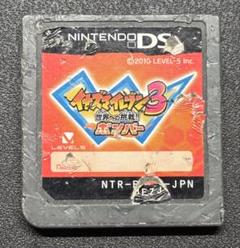 NINTENDO DS
©2010 LEVEL-5 Inc.
イナズマイレブン3
世界への挑戦!!
ボンバー
LEVEL5
-JPN